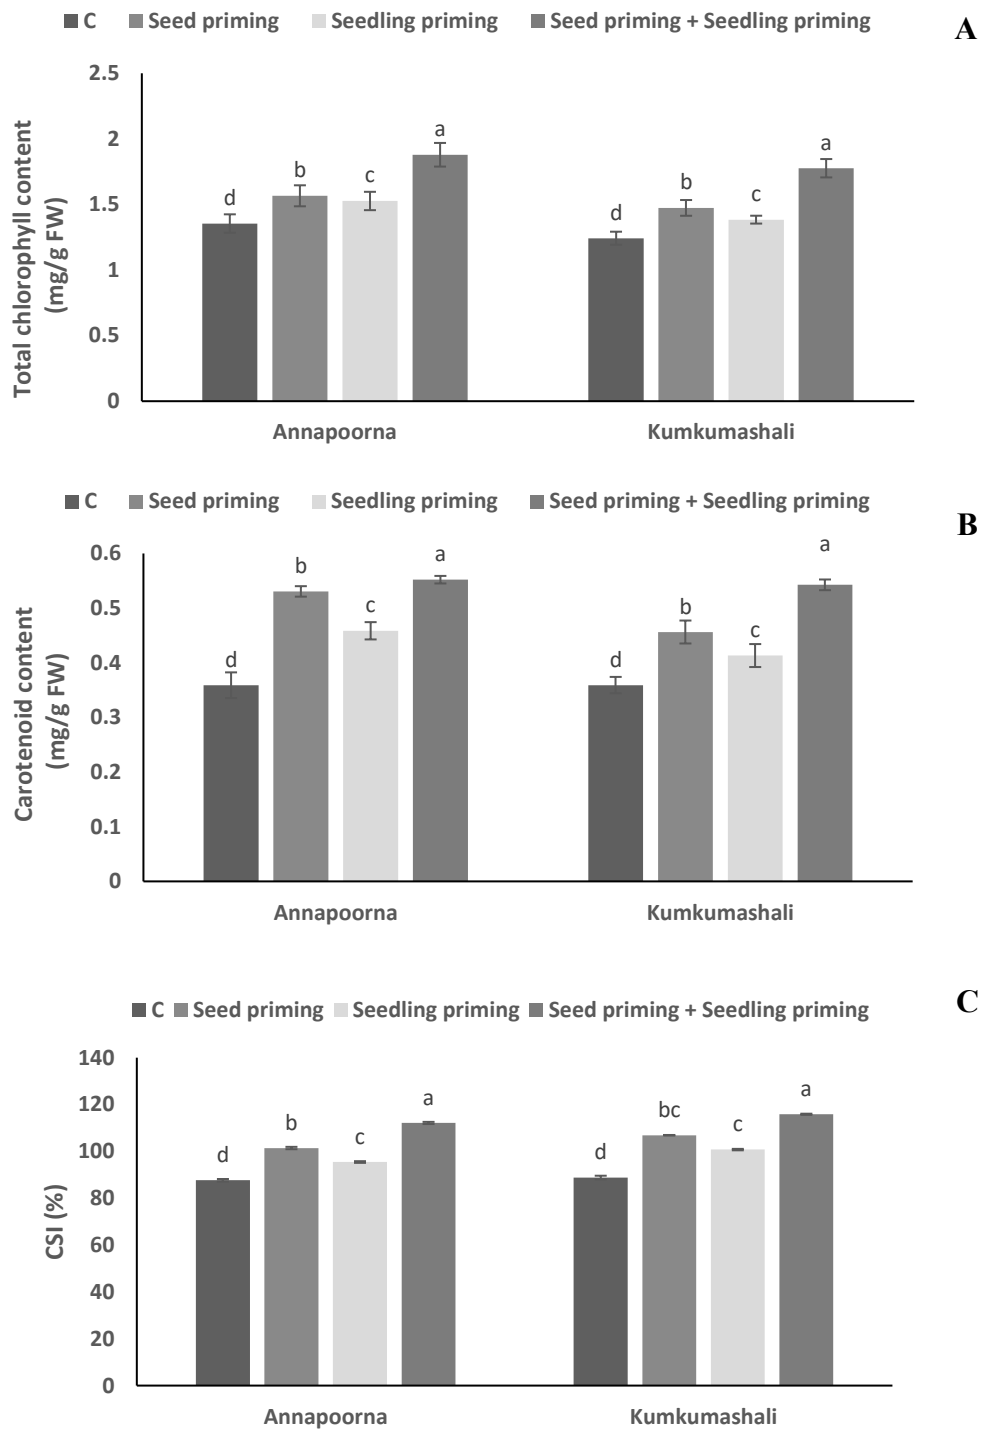 C Seed priming Seedling priming Seed priming + Seedling priming
A
Total chlorophyll content
(mg/g FW)
2.5
2
1.5
1
0.5
0
d b c a d b c a
Annapoorna Kumkumashali
C Seed priming Seedling priming Seed priming + Seedling priming
B
Carotenoid content
(mg/g FW)
0.6
0.5
0.4
0.3
0.2
0.1
0
d b c a d b c a
Annapoorna Kumkumashali
C Seed priming Seedling priming Seed priming + Seedling priming
C
CSI (%)
140
120
100
80
60
40
20
0
d b c a d bc c a
Annapoorna Kumkumashali